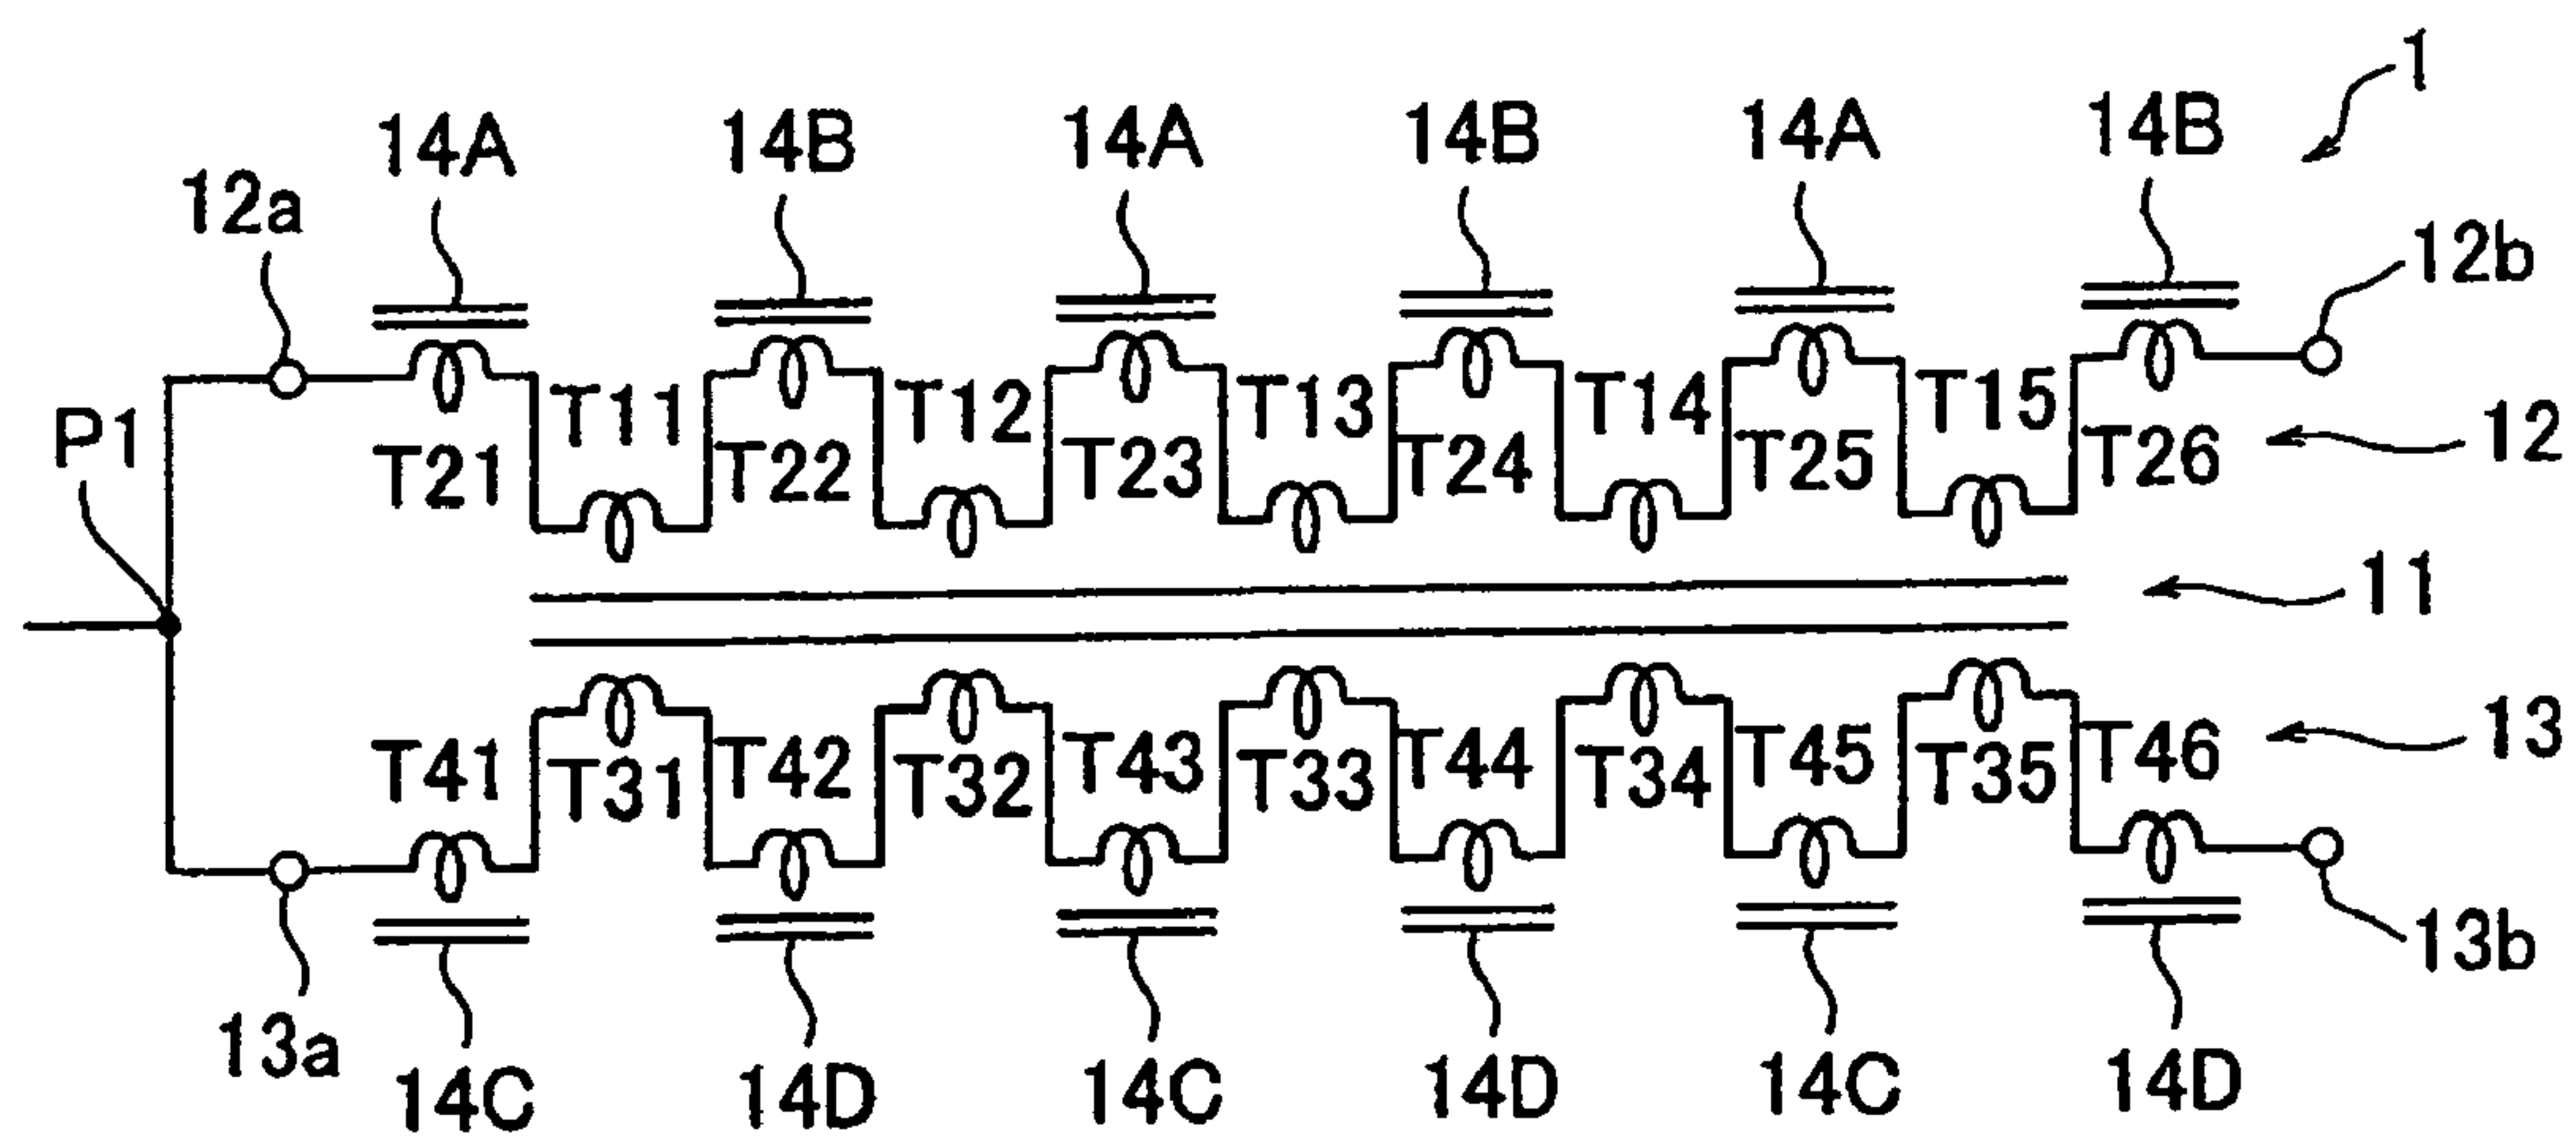 1
14A 14B 14A 14B 14A 14B
12a 12b
P1 T11 T12 T13 T14 T15 12
T21 T22 T23 T24 T25 T26
11
T41 T42 T43 T44 T45 T46 13
T31 T32 T33 T34 T35
13a 13b
14C 14D 14C 14D 14C 14D